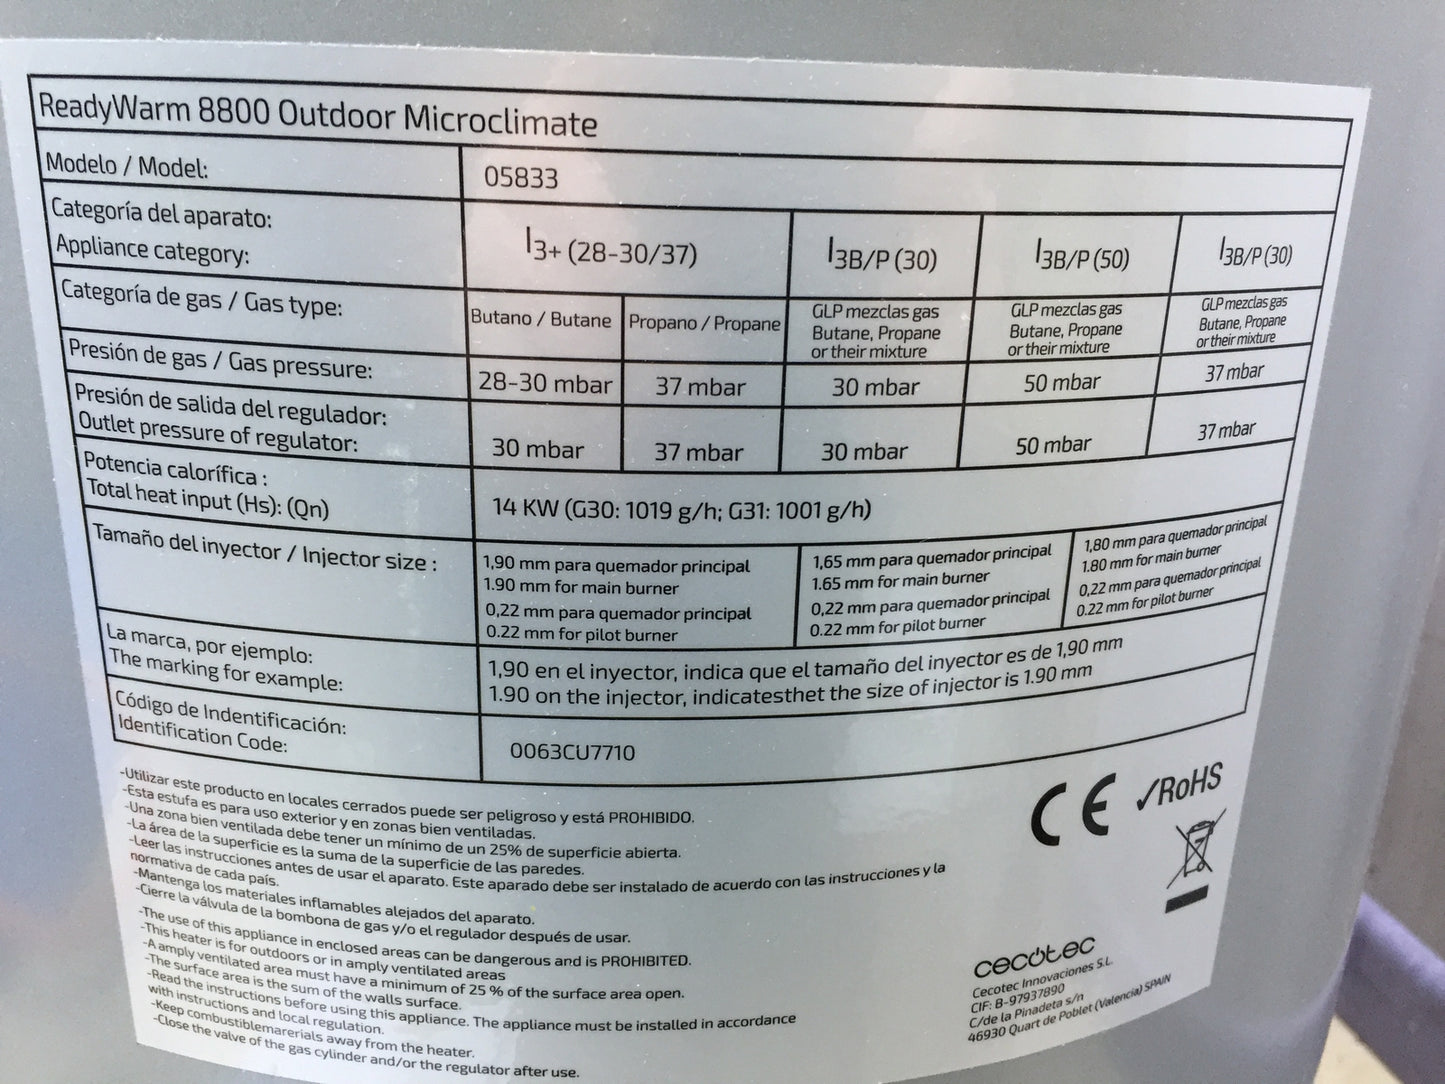 ReadyWarm 8800 Outdoor Microclimate
Modelo / Model:
05833
Categoría del aparato:
Appliance category:
I3+ (28-30/37)
I3B/P (30)
I3B/P (50)
I3B/P (30)
Categoría de gas / Gas type:
Butano / Butane
Propano / Propane
GLP mezclas gas
Butane, Propane
or their mixture
GLP mezclas gas
Butane, Propane
or their mixture
GLP mezclas gas
Butane, Propane
or their mixture
Presión de gas / Gas pressure:
28-30 mbar
37 mbar
30 mbar
50 mbar
37 mbar
Presión de salida del regulador:
Outlet pressure of regulator:
30 mbar
37 mbar
30 mbar
50 mbar
37 mbar
Potencia calorífica :
Total heat input (Hs): (Qn)
14 KW (G30: 1019 g/h; G31: 1001 g/h)
Tamaño del inyector / Injector size :
1,90 mm para quemador principal
1.90 mm for main burner
0,22 mm para quemador principal
0.22 mm for pilot burner
1,65 mm para quemador principal
1.65 mm for main burner
0,22 mm para quemador principal
0.22 mm for pilot burner
1,80 mm para quemador principal
1.80 mm for main burner
0,22 mm para quemador principal
0.22 mm for pilot burner
La marca, por ejemplo:
The marking for example:
1,90 en el inyector, indica que el tamaño del inyector es de 1,90 mm
1.90 on the injector, indicatesthet the size of injector is 1.90 mm
Código de Indentificación:
Identification Code:
0063CU7710
-Utilizar este producto en locales cerrados puede ser peligroso y está PROHIBIDO.
-Esta estufa es para uso exterior y en zonas bien ventiladas.
-Una zona bien ventilada debe tener un mínimo de un 25% de superficie abierta.
-La área de la superficie es la suma de la superficie de las paredes.
-Leer las instrucciones antes de usar el aparato. Este aparado debe ser instalado de acuerdo con las instrucciones y la
normativa de cada país.
-Mantenga los materiales inflamables alejados del aparato.
-Cierre la válvula de la bombona de gas y/o el regulador después de usar.
-The use of this appliance in enclosed areas can be dangerous and is PROHIBITED.
-This heater is for outdoors or in amply ventilated areas
-A amply ventilated area must have a minimum of 25 % of the surface area open.
-The surface area is the sum of the walls surface.
-Read the instructions before using this appliance. The appliance must be installed in accordance
with instructions and local regulation.
-Keep combustiblemarerials away from the heater.
-Close the valve of the gas cylinder and/or the regulator after use.
CE ✓RoHS
cecotec
Cecotec Innovaciones S.L.
CIF: B-97937890
C/de la Pinadeta s/n
46930 Quart de Poblet (Valencia) SPAIN